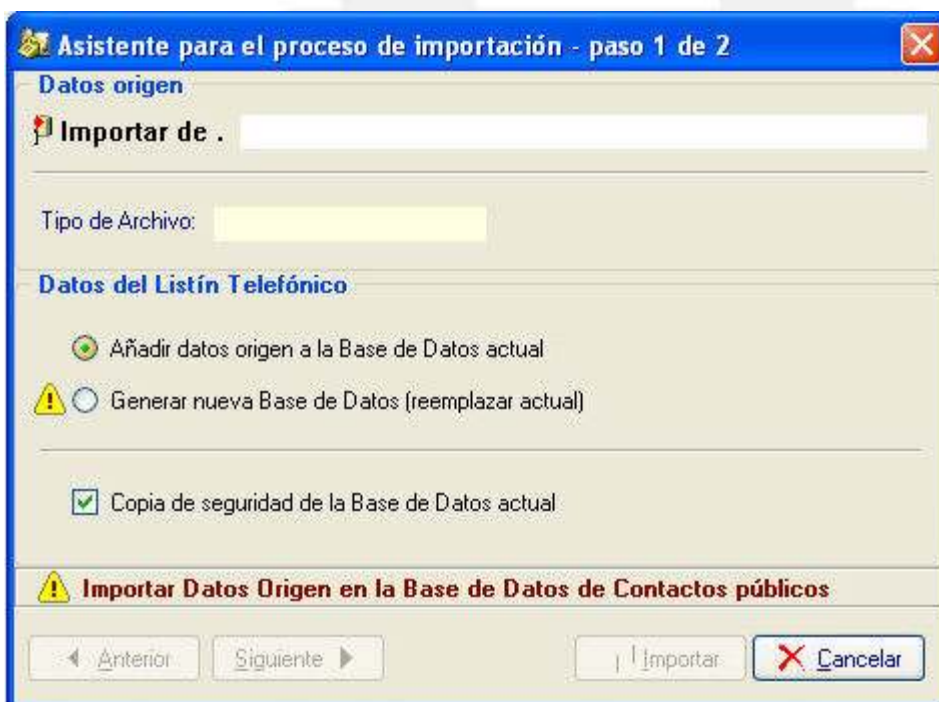 Asistente para el proceso de importación - paso 1 de 2
Datos origen
Importar de .
Tipo de Archivo:
Datos del Listín Telefónico
Añadir datos origen a la Base de Datos actual
Generar nueva Base de Datos (reemplazar actual)
Copia de seguridad de la Base de Datos actual
Importar Datos Origen en la Base de Datos de Contactos públicos
Anterior Siguiente Importar Cancelar